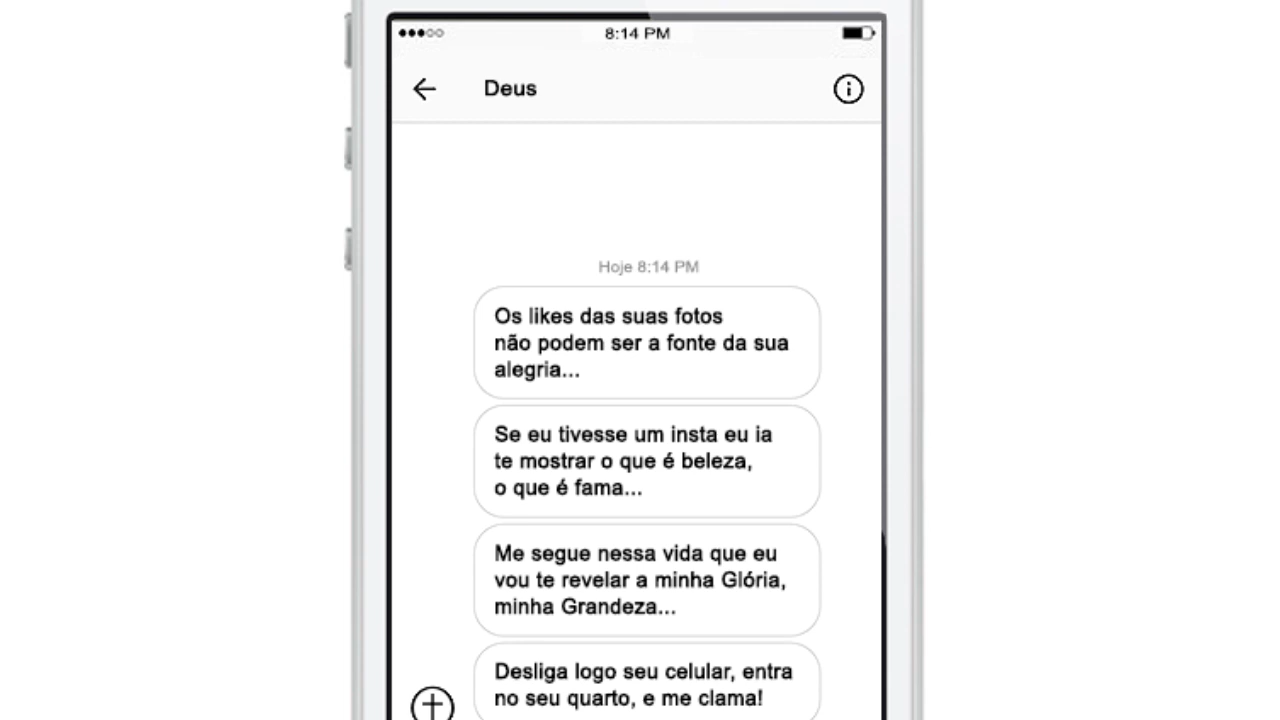 8:14 PM
Deus
Hoje 8:14 PM
Os likes das suas fotos
não podem ser a fonte da sua
alegria...
Se eu tivesse um insta eu ia
te mostrar o que é beleza,
o que é fama...
Me segue nessa vida que eu
vou te revelar a minha Glória,
minha Grandeza...
Desliga logo seu celular, entra
no seu quarto, e me clama!